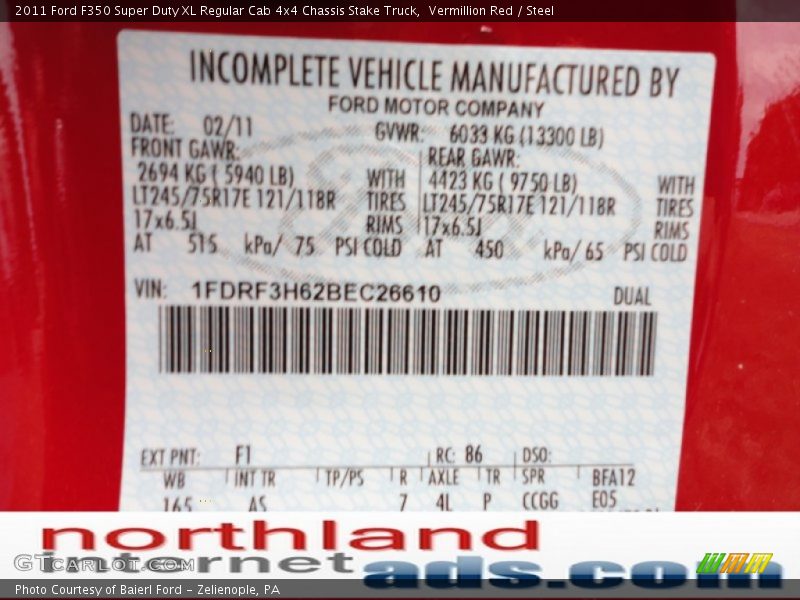 2011 Ford F350 Super Duty XL Regular Cab 4x4 Chassis Stake Truck,  Vermillion Red / Steel
INCOMPLETE VEHICLE MANUFACTURED BY
FORD MOTOR COMPANY
DATE: 02/11 GVWR: 6033 KG (13300 LB)
FRONT GAWR: REAR GAWR:
2694 KG ( 5940 LB) WITH 4423 KG ( 9750 LB) WITH
LT245/75R17E 121/118R TIRES LT245/75R17E 121/118R TIRES
17x6.5J RIMS 17x6.5J RIMS
AT 515 kPa/ 75 PSI COLD AT 450 kPa/ 65 PSI COLD
VIN: 1FDRF3H62BEC26610 DUAL
EXT PNT: F1 RC: 86 DSO:
WB INT TR TP/PS R AXLE TR SPR BFA12
165 AS 7 4L P CCGG E05
northland
internet
ads.com
GTCARLOT.COM
Photo Courtesy of Baierl Ford – Zelienople, PA